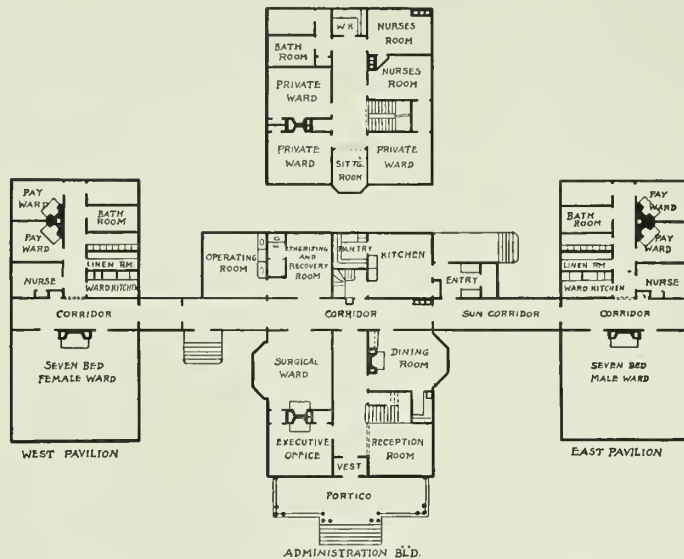 W.K
NURSES
ROOM
BATH
ROOM
NURSES
ROOM
PRIVATE
WARD
PRIVATE
WARD
SITTG.
ROOM
PRIVATE
WARD
PAY
WARD
BATH
ROOM
PAY
WARD
LINEN RM.
NURSE
WARD KITCHEN
CORRIDOR
SEVEN BED
FEMALE WARD
WEST PAVILION
OPERATING
ROOM
ETHERIZING
AND
RECOVERY
ROOM
PANTRY
KITCHEN
ENTRY
CORRIDOR
SUN CORRIDOR
SURGICAL
WARD
DINING
ROOM
EXECUTIVE
OFFICE
RECEPTION
ROOM
VEST
PORTICO
ADMINISTRATION BL'D.
PAY
WARD
BATH
ROOM
PAY
WARD
LINEN RM.
WARD KITCHEN
NURSE
CORRIDOR
SEVEN BED
MALE WARD
EAST PAVILION